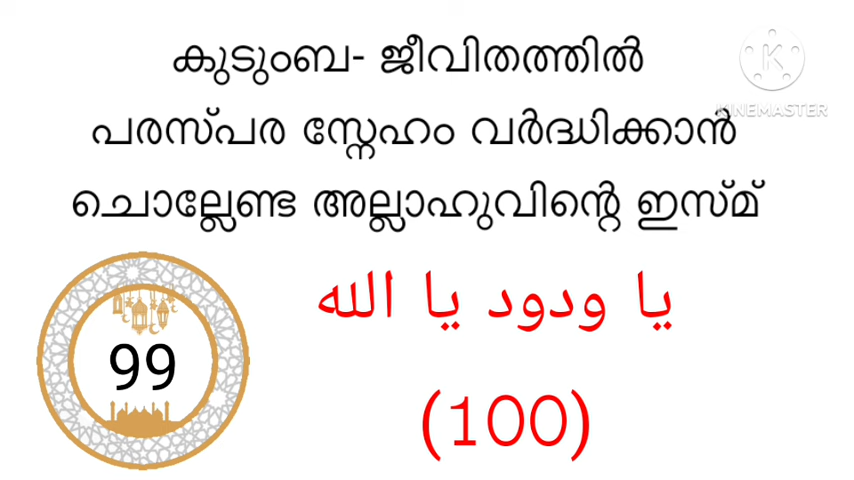 കുടുംബ- ജീവിതത്തിൽ
പരസ്പര സ്നേഹം വർദ്ധിക്കാൻ
ചൊല്ലേണ്ട അല്ലാഹുവിന്റെ ഇസ്മ്
يا ودود يا الله
99
(100)
K
KINEMASTER